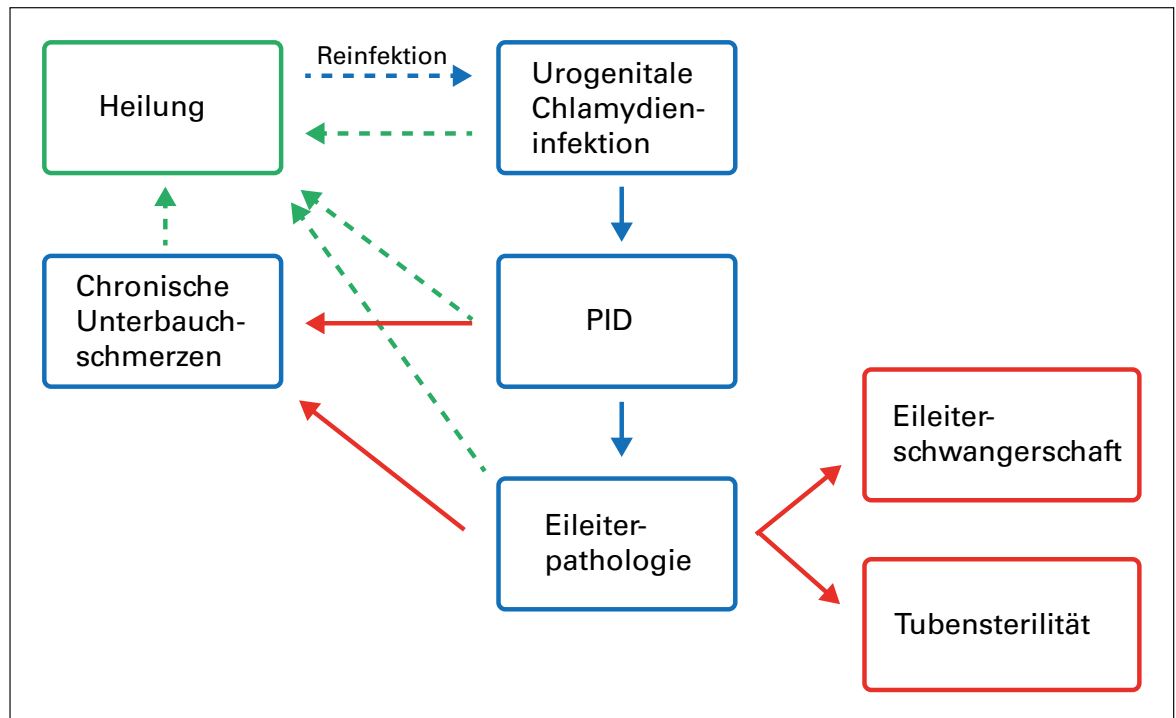 Heilung
Reinfektion
Urogenitale
Chlamydien-
infektion
Chronische
Unterbauch-
schmerzen
PID
Eileiter-
pathologie
Eileiter-
schwangerschaft
Tubensterilität